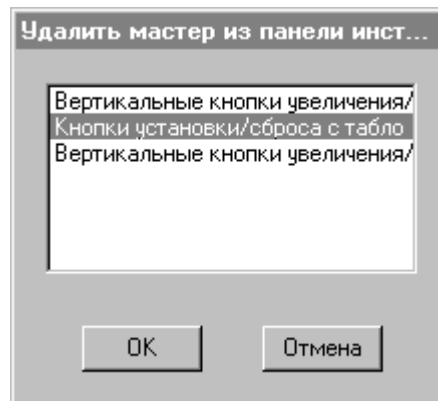 Удалить мастер из панели инст...
Вертикальные кнопки увеличения/
Кнопки установки/сброса с табло
Вертикальные кнопки увеличения/
OK
Отмена